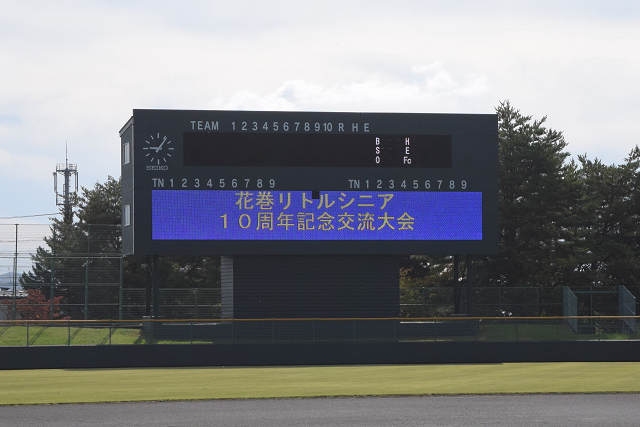 TEAM 1 2 3 4 5 6 7 8 9 10 R H E
B H
S E
O Fc
SEIKO
TN 1 2 3 4 5 6 7 8 9 TN 1 2 3 4 5 6 7 8 9
花巻リトルシニア
10周年記念交流大会